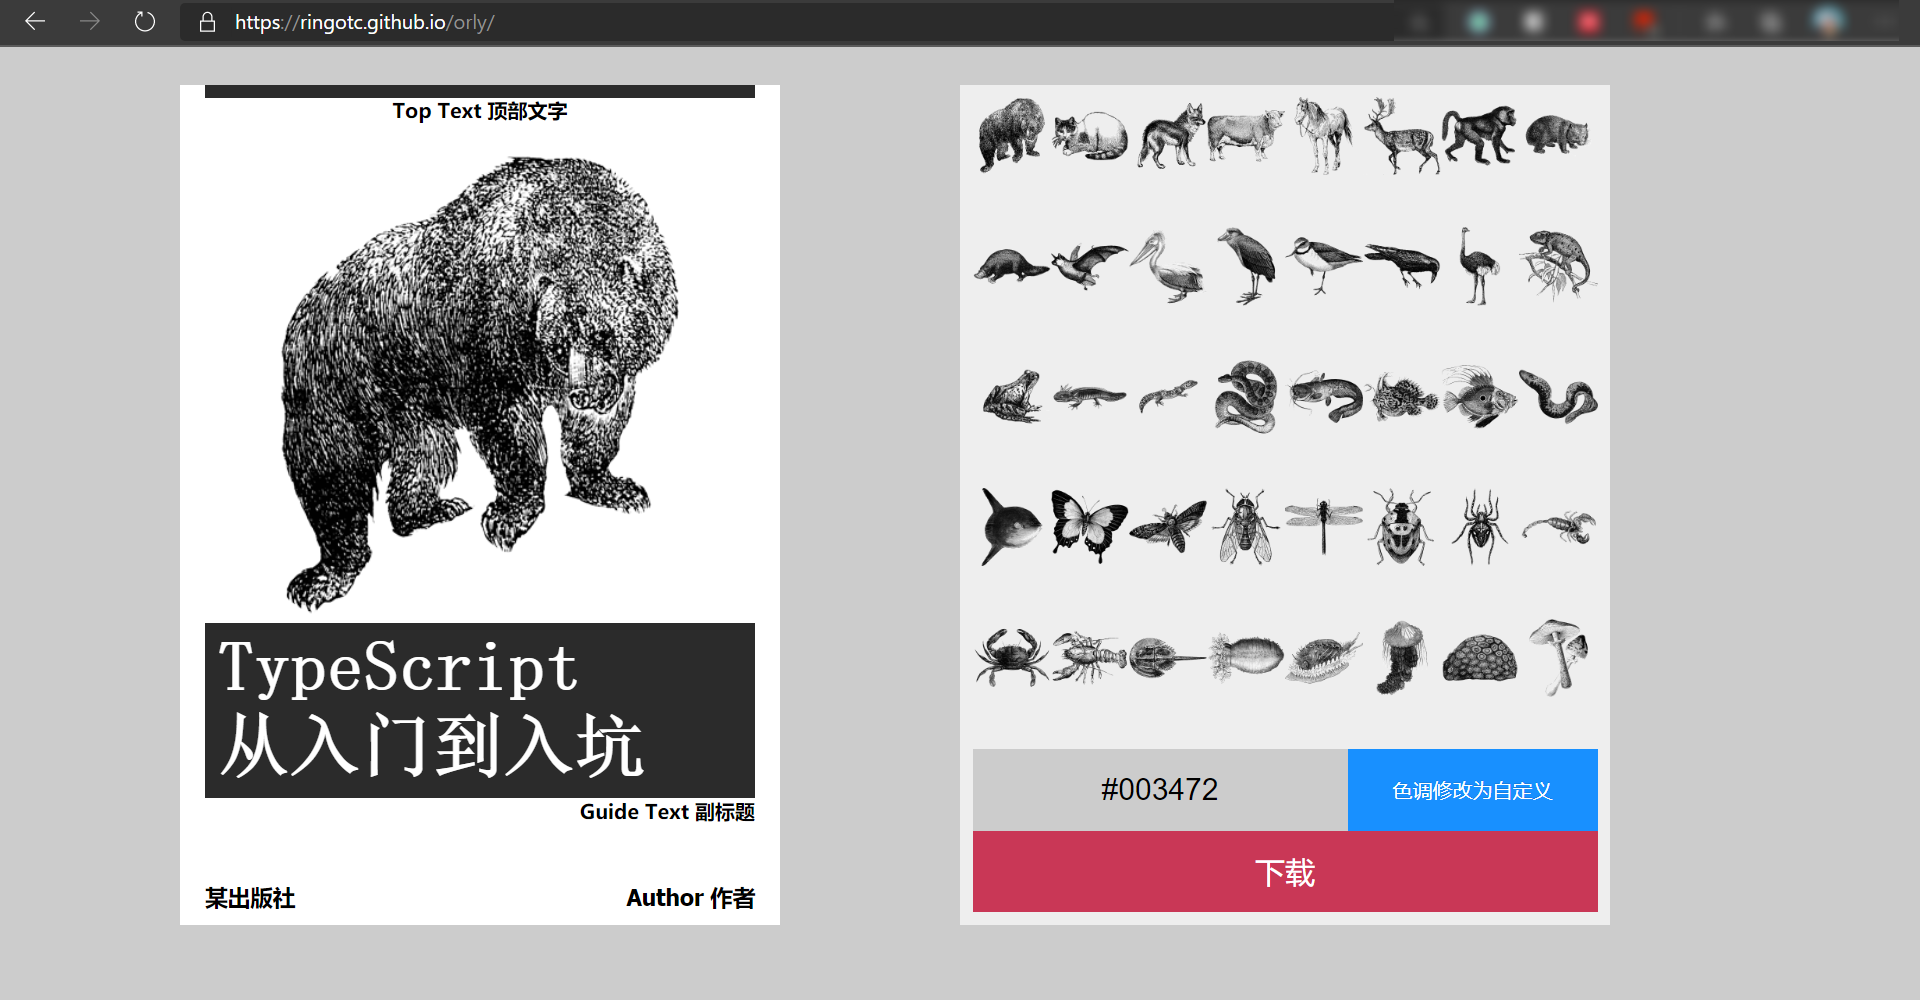 https://ringotc.github.io/orly/
Top Text 顶部文字
TypeScript
从入门到入坑
Guide Text 副标题
某出版社
Author 作者
#003472
色调修改为自定义
下载